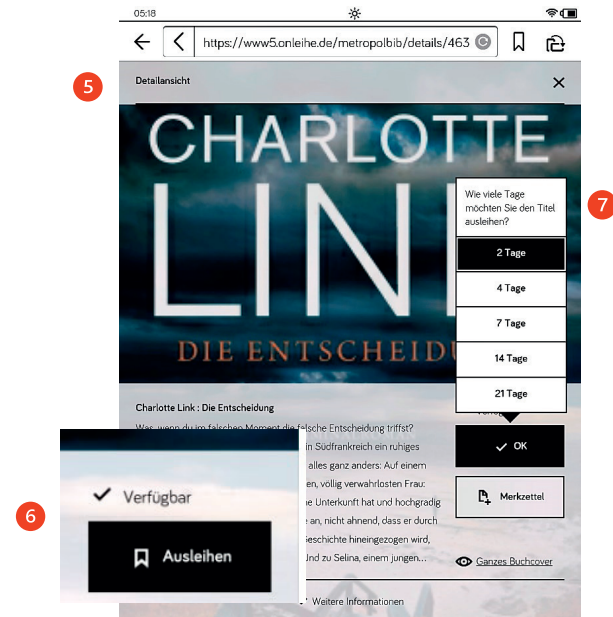 05:18
https://www5.onleihe.de/metropolbib/details/463
5
Detailansicht
CHARLOTTE
LINK
DIE ENTSCHEIDU
Wie viele Tage
möchten Sie den Titel
ausleihen?
7
2 Tage
4 Tage
7 Tage
14 Tage
21 Tage
Charlotte Link : Die Entscheidung
Was, wenn du im falschen Moment die falsche Entscheidung triffst?
in Südfrankreich ein ruhiges
alles ganz anders: Auf einem
en, völlig verwahrlosten Frau:
e Unterkunft hat und hochgradig
e an, nicht ahnend, dass er durch
Geschichte hineingezogen wird,
Und zu Selina, einem jungen...
OK
Merkzettel
Ganzes Buchcover
6
Verfügbar
Ausleihen
Weitere Informationen